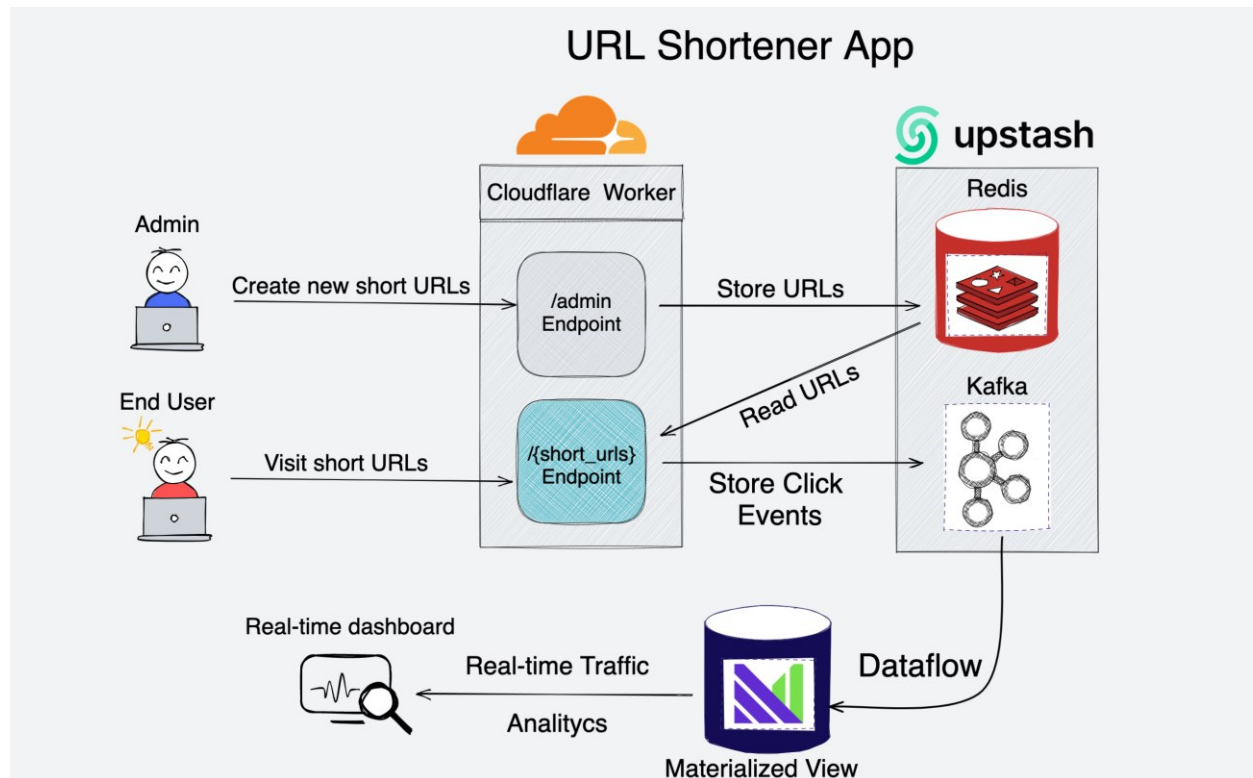 URL Shortener App
upstash
Cloudflare Worker
Redis
Admin
Create new short URLs
/admin
Endpoint
Store URLs
Read URLs
Kafka
End User
Visit short URLs
/{short_urls}
Endpoint
Store Click
Events
Real-time dashboard
Real-time Traffic
Analitycs
Dataflow
Materialized View